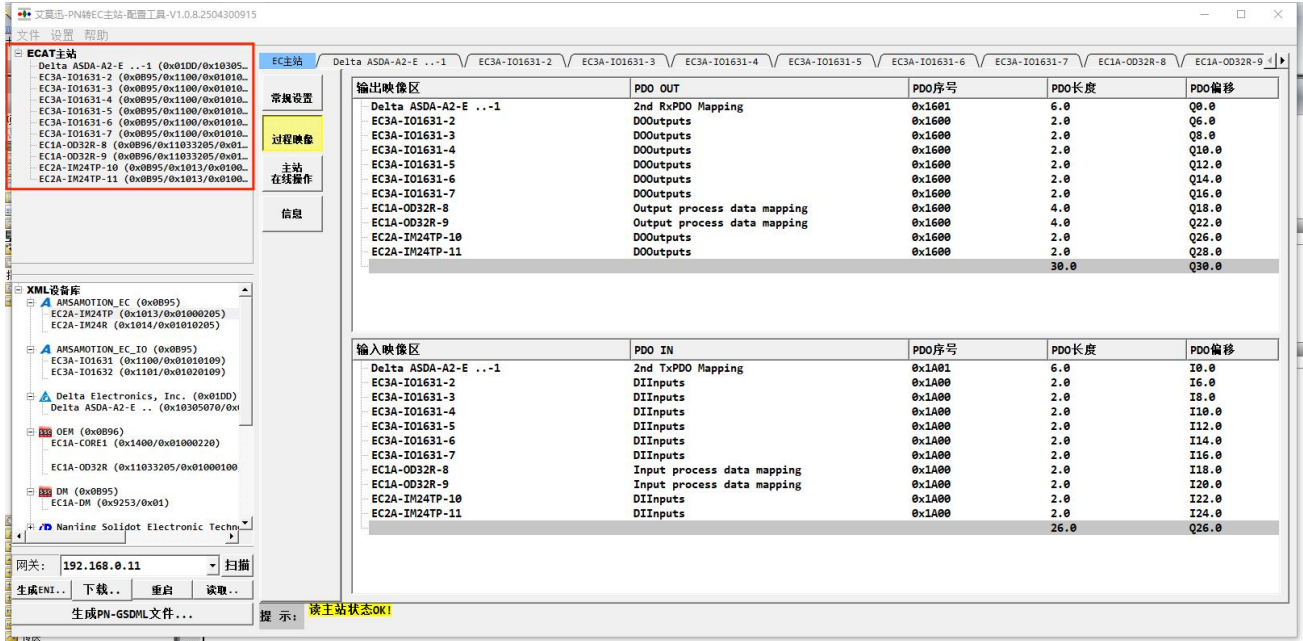 艾莫迅-PN转EC主站-配置工具-V1.0.8.2504300915
文件 设置 帮助
ECAT主站
Delta ASDA-A2-E ..-1 (0x01DD/0x10305…
EC3A-IO1631-2 (0x0B95/0x1100/0x01010…
EC3A-IO1631-3 (0x0B95/0x1100/0x01010…
EC3A-IO1631-4 (0x0B95/0x1100/0x01010…
EC3A-IO1631-5 (0x0B95/0x1100/0x01010…
EC3A-IO1631-6 (0x0B95/0x1100/0x01010…
EC3A-IO1631-7 (0x0B95/0x1100/0x01010…
EC1A-OD32R-8 (0x0B96/0x11033205/0x01…
EC1A-OD32R-9 (0x0B96/0x11033205/0x01…
EC2A-IM24TP-10 (0x0B95/0x1013/0x0100…
EC2A-IM24TP-11 (0x0B95/0x1013/0x0100…
XML设备库
AMSAMOTION_EC (0x0B95)
EC2A-IM24TP (0x1013/0x01000205)
EC2A-IM24R (0x1014/0x01010205)
AMSAMOTION_EC_IO (0x0B95)
EC3A-IO1631 (0x1100/0x01010109)
EC3A-IO1632 (0x1101/0x01020109)
Delta Electronics, Inc. (0x01DD)
Delta ASDA-A2-E .. (0x10305070/0x
OEM (0x0B96)
EC1A-CORE1 (0x1400/0x01000220)
EC1A-OD32R (0x11033205/0x01000100
DM (0x0B95)
EC1A-DM (0x9253/0x01)
Nanjing Solidot Electronic Techn
网关: 192.168.0.11 扫描
生成ENI.. 下载.. 重启 读取..
生成PN-GSDML文件...
EC主站 Delta ASDA-A2-E ..-1 EC3A-IO1631-2 EC3A-IO1631-3 EC3A-IO1631-4 EC3A-IO1631-5 EC3A-IO1631-6 EC3A-IO1631-7 EC1A-OD32R-8 EC1A-OD32R-9
常规设置
过程映像
主站
在线操作
信息
输出映像区 PDO OUT PDO序号 PDO长度 PDO偏移
Delta ASDA-A2-E ..-1 2nd RxPDO Mapping 0x1601 6.0 Q0.0
EC3A-IO1631-2 DOOutputs 0x1600 2.0 Q6.0
EC3A-IO1631-3 DOOutputs 0x1600 2.0 Q8.0
EC3A-IO1631-4 DOOutputs 0x1600 2.0 Q10.0
EC3A-IO1631-5 DOOutputs 0x1600 2.0 Q12.0
EC3A-IO1631-6 DOOutputs 0x1600 2.0 Q14.0
EC3A-IO1631-7 DOOutputs 0x1600 2.0 Q16.0
EC1A-OD32R-8 Output process data mapping 0x1600 4.0 Q18.0
EC1A-OD32R-9 Output process data mapping 0x1600 4.0 Q22.0
EC2A-IM24TP-10 DOOutputs 0x1600 2.0 Q26.0
EC2A-IM24TP-11 DOOutputs 0x1600 2.0 Q28.0
30.0 Q30.0
输入映像区 PDO IN PDO序号 PDO长度 PDO偏移
Delta ASDA-A2-E ..-1 2nd TxPDO Mapping 0x1A01 6.0 I0.0
EC3A-IO1631-2 DIInputs 0x1A00 2.0 I6.0
EC3A-IO1631-3 DIInputs 0x1A00 2.0 I8.0
EC3A-IO1631-4 DIInputs 0x1A00 2.0 I10.0
EC3A-IO1631-5 DIInputs 0x1A00 2.0 I12.0
EC3A-IO1631-6 DIInputs 0x1A00 2.0 I14.0
EC3A-IO1631-7 DIInputs 0x1A00 2.0 I16.0
EC1A-OD32R-8 Input process data mapping 0x1A00 2.0 I18.0
EC1A-OD32R-9 Input process data mapping 0x1A00 2.0 I20.0
EC2A-IM24TP-10 DIInputs 0x1A00 2.0 I22.0
EC2A-IM24TP-11 DIInputs 0x1A00 2.0 I24.0
26.0 Q26.0
提 示: 读主站状态OK!